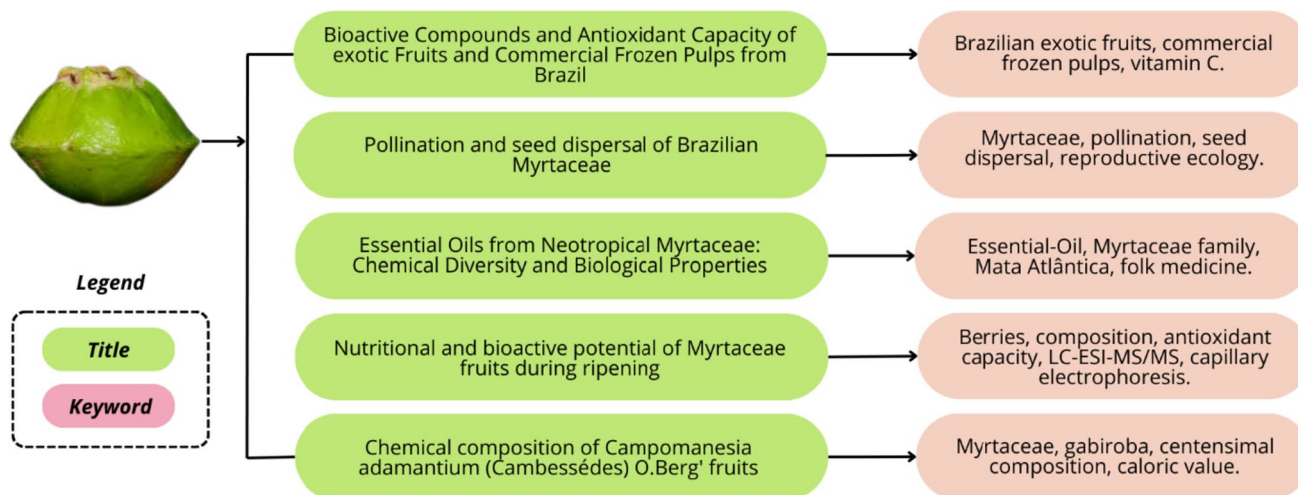 Bioactive Compounds and Antioxidant Capacity of
exotic Fruits and Commercial Frozen Pulps from
Brazil
Brazilian exotic fruits, commercial
frozen pulps, vitamin C.
Pollination and seed dispersal of Brazilian
Myrtaceae
Myrtaceae, pollination, seed
dispersal, reproductive ecology.
Essential Oils from Neotropical Myrtaceae:
Chemical Diversity and Biological Properties
Essential-Oil, Myrtaceae family,
Mata Atlântica, folk medicine.
Nutritional and bioactive potential of Myrtaceae
fruits during ripening
Berries, composition, antioxidant
capacity, LC-ESI-MS/MS, capillary
electrophoresis.
Chemical composition of Campomanesia
adamantium (Cambessédes) O.Berg' fruits
Myrtaceae, gabiroba, centensimal
composition, caloric value.
Legend
Title
Keyword